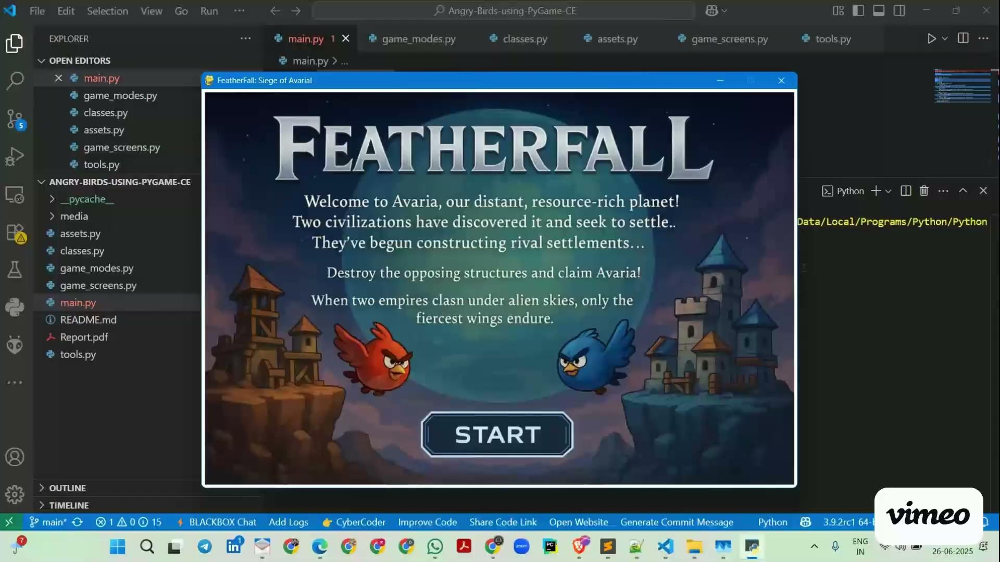 File Edit Selection View Go Run ...
Angry-Birds-using-PyGame-CE
EXPLORER
OPEN EDITORS
main.py
game_modes.py
classes.py
assets.py
game_screens.py
tools.py
ANGRY-BIRDS-USING-PYGAME-CE
__pycache__
media
assets.py
classes.py
game_modes.py
game_screens.py
main.py
README.md
Report.pdf
tools.py
OUTLINE
TIMELINE
5
main.py 1 game_modes.py classes.py assets.py game_screens.py tools.py
main.py > ...
FeatherFall: Siege of Avaria!
FEATHERFALL
Welcome to Avaria, our distant, resource-rich planet!
Two civilizations have discovered it and seek to settle..
They've begun constructing rival settlements...
Destroy the opposing structures and claim Avaria!
When two empires clasn under alien skies, only the
fiercest wings endure.
START
Python
Data/Local/Programs/Python/Python
main* 1 0 15 BLACKBOX Chat Add Logs CyberCoder Improve Code Share Code Link Open Website Generate Commit Message Python 3.9.2rc1 64-
vimeo
7
1
PC
zoom
ENG
IN
26-06-2025